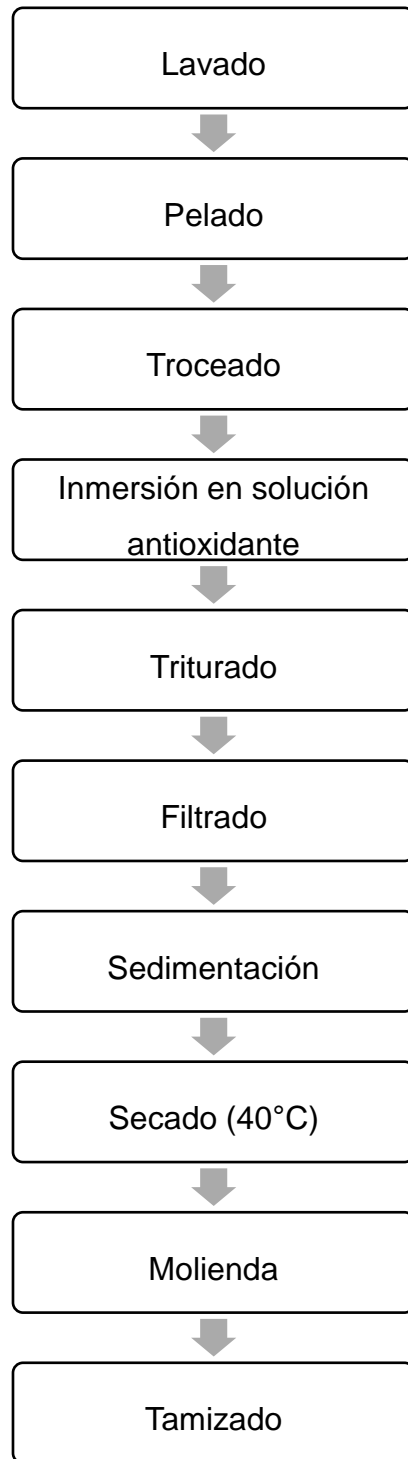 Lavado
Pelado
Troceado
Inmersión en solución
antioxidante
Triturado
Filtrado
Sedimentación
Secado (40°C)
Molienda
Tamizado